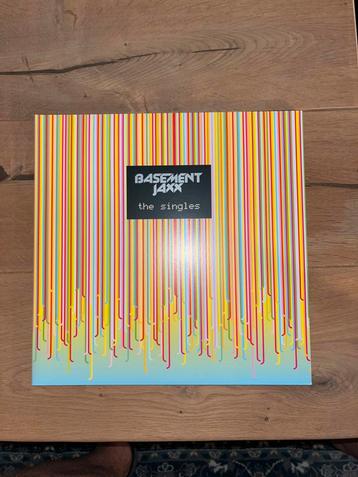 BASEMENT
JAXX
the singles